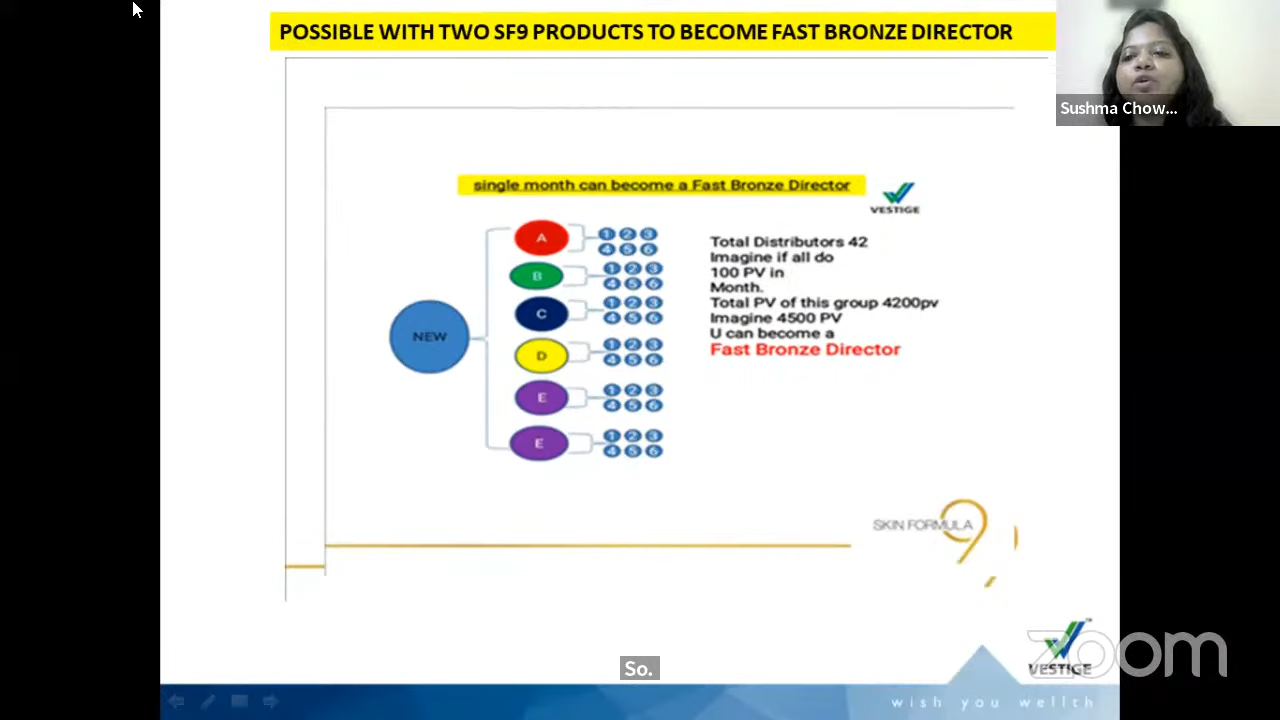 POSSIBLE WITH TWO SF9 PRODUCTS TO BECOME FAST BRONZE DIRECTOR
Sushma Chow...
single month can become a Fast Bronze Director
VESTIGE
NEW
A
1 2 3
4 5 6
B
1 2 3
4 5 6
C
1 2 3
4 5 6
D
1 2 3
4 5 6
E
1 2 3
4 5 6
E
1 2 3
4 5 6
Total Distributors 42
Imagine if all do
100 PV in
Month.
Total PV of this group 4200pv
Imagine 4500 PV
U can become a
Fast Bronze Director
SKIN FORMULA 9
So.
zoom
VESTIGE
wish you wellth